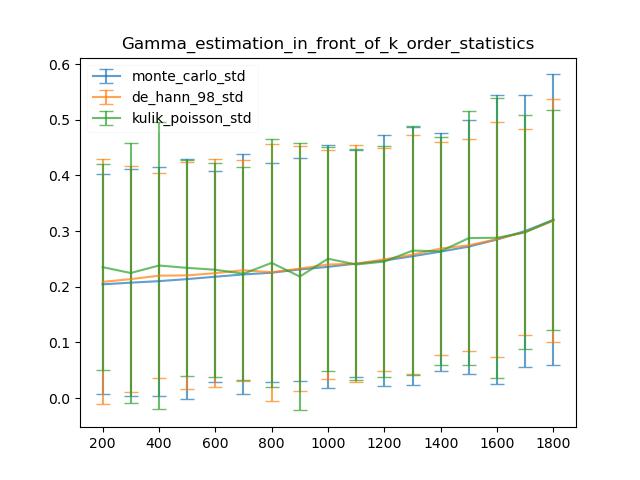 Gamma_estimation_in_front_of_k_order_statistics
0.6
monte_carlo_std
de_hann_98_std
kulik_poisson_std
0.5
0.4
0.3
0.2
0.1
0.0
200 400 600 800 1000 1200 1400 1600 1800